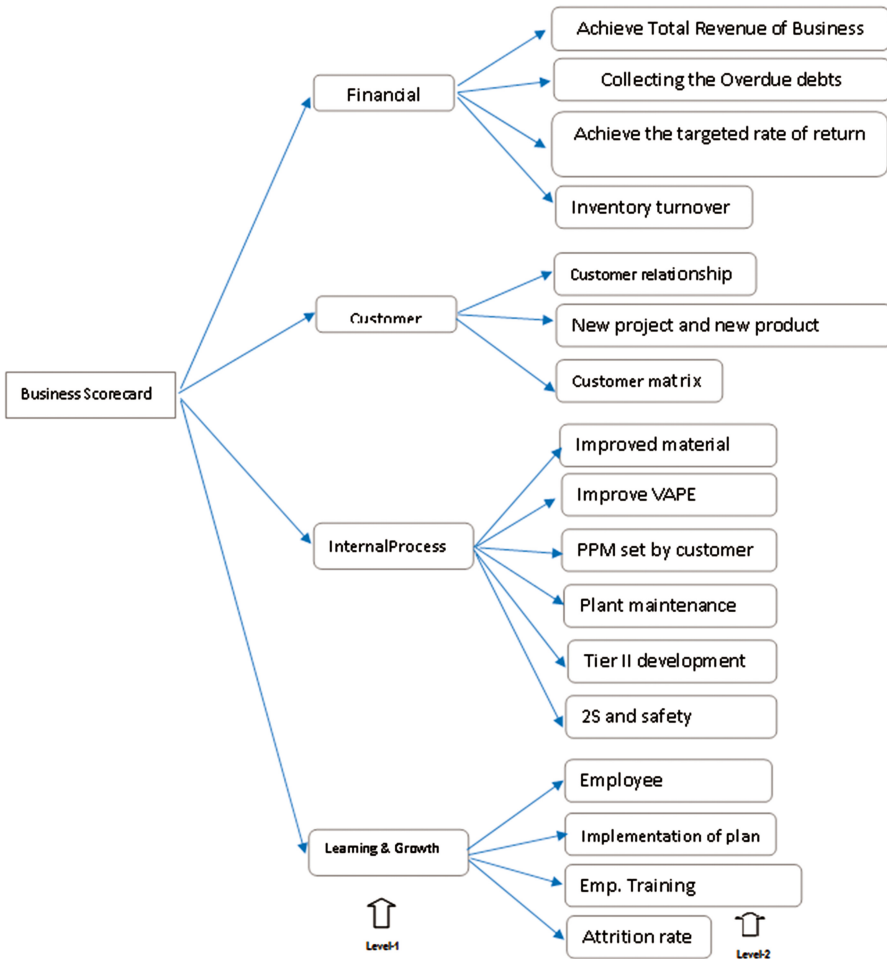 Achieve Total Revenue of Business
Collecting the Overdue debts
Financial
Achieve the targeted rate of return
Inventory turnover
Customer relationship
Customer
New project and new product
Customer matrix
Business Scorecard
Improved material
Improve VAPE
InternalProcess
PPM set by customer
Plant maintenance
Tier II development
2S and safety
Employee
Learning & Growth
Implementation of plan
Emp. Training
Attrition rate
Level-1
Level-2